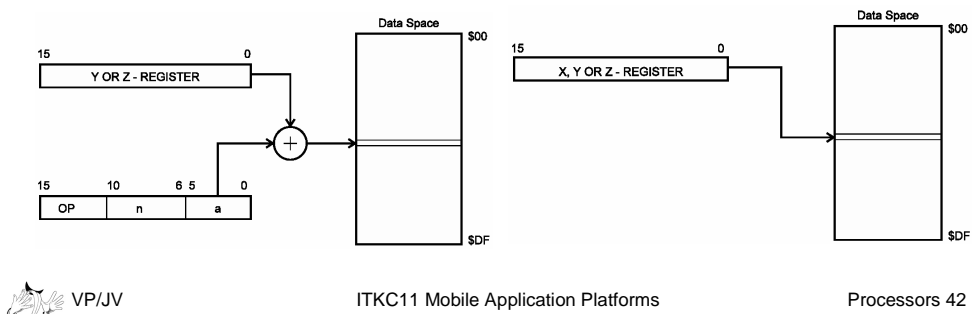 Data Space
$00
15 0
Y OR Z - REGISTER
+
15 10 6 5 0
OP n a
$DF
Data Space
$00
15 0
X, Y OR Z - REGISTER
$DF
VP/JV ITKC11 Mobile Application Platforms Processors 42